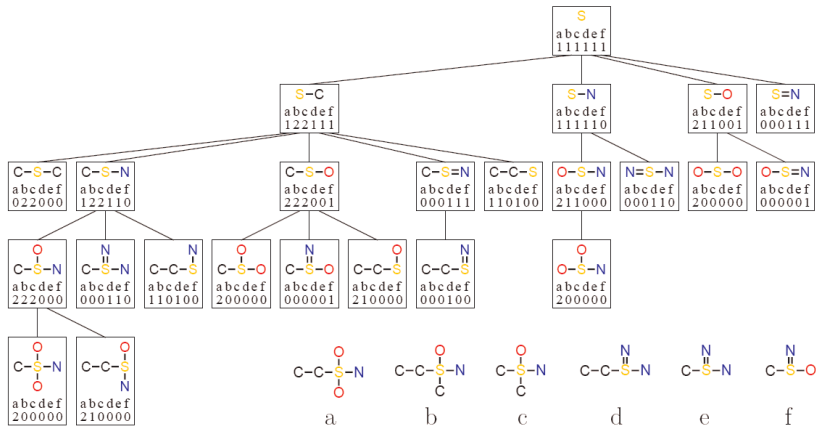 S
abcdef
111111
S-C
abcdef
122111
S-N
abcdef
111110
S-O
abcdef
211001
S=N
abcdef
000111
C-S-C
abcdef
022000
C-S-N
abcdef
122110
C-S-O
abcdef
222001
C-S=N
abcdef
000111
C-C-S
abcdef
110100
O-S-N
abcdef
211000
N=S-N
abcdef
000110
O-S-O
abcdef
200000
O-S=N
abcdef
000001
O
C-S-N
abcdef
222000
N
C-S-N
abcdef
000110
N
C-C-S
abcdef
110100
O
C-S-O
abcdef
200000
N
C-S-O
abcdef
000001
O
C-C-S
abcdef
210000
N
C-C-S
abcdef
000100
O
O-S-N
abcdef
200000
O
C-S-N
O
abcdef
200000
O
C-C-S
N
abcdef
210000
O
C-C-S-N
O
a
O
C-C-S-N
C
b
O
C-S-N
C
c
N
C-C-S-N
d
N
C-S-N
e
N
C-S-O
f